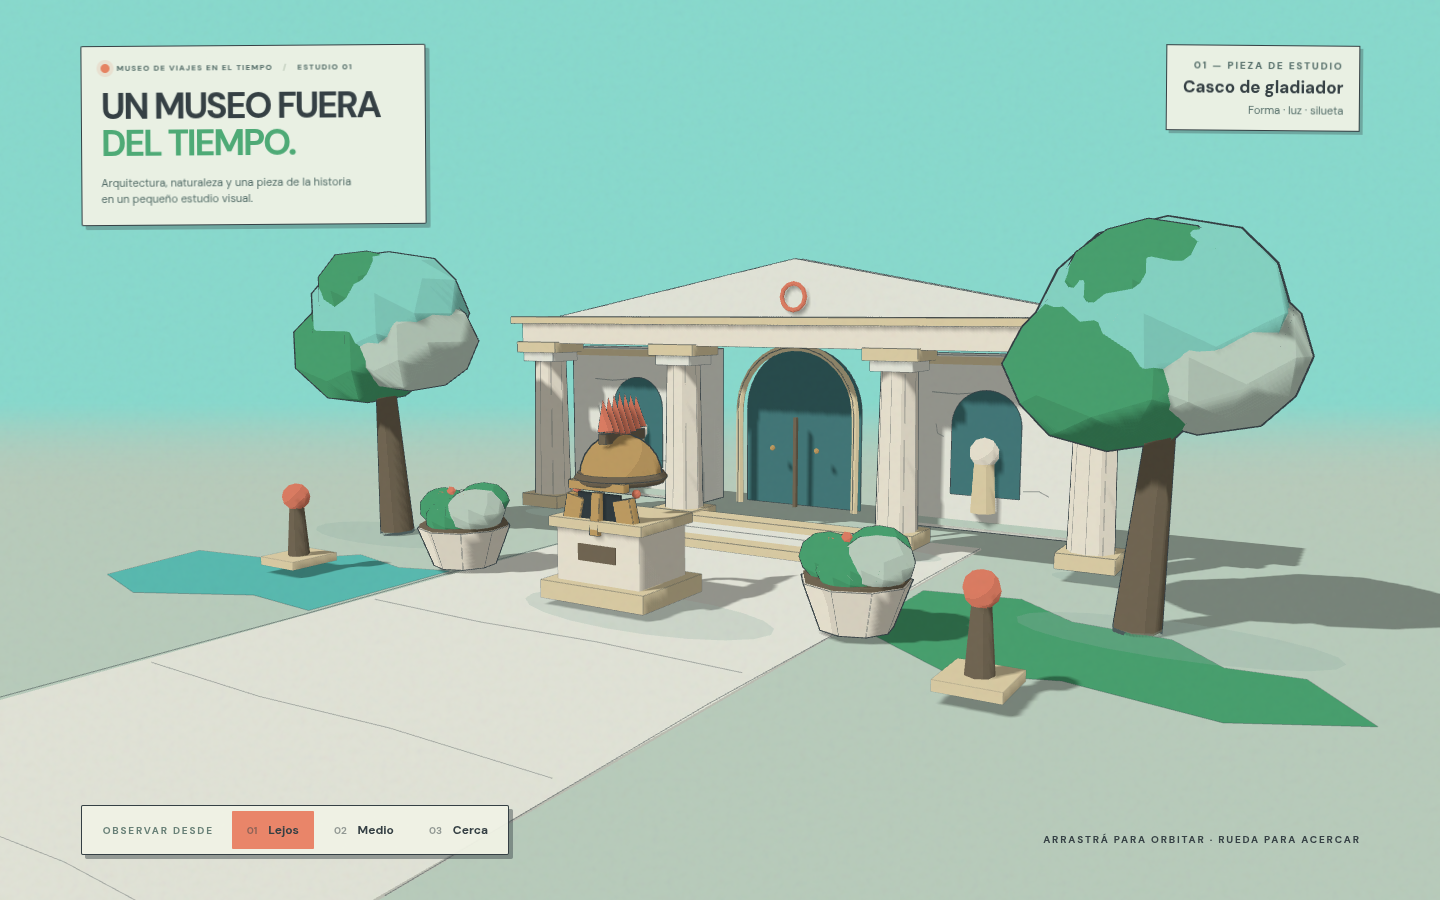 MUSEO DE VIAJES EN EL TIEMPO / ESTUDIO 01
UN MUSEO FUERA
DEL TIEMPO.
Arquitectura, naturaleza y una pieza de la historia
en un pequeño estudio visual.
01 — PIEZA DE ESTUDIO
Casco de gladiador
Forma · luz · silueta
OBSERVAR DESDE 01 Lejos 02 Medio 03 Cerca
ARRASTRÁ PARA ORBITAR · RUEDA PARA ACERCAR